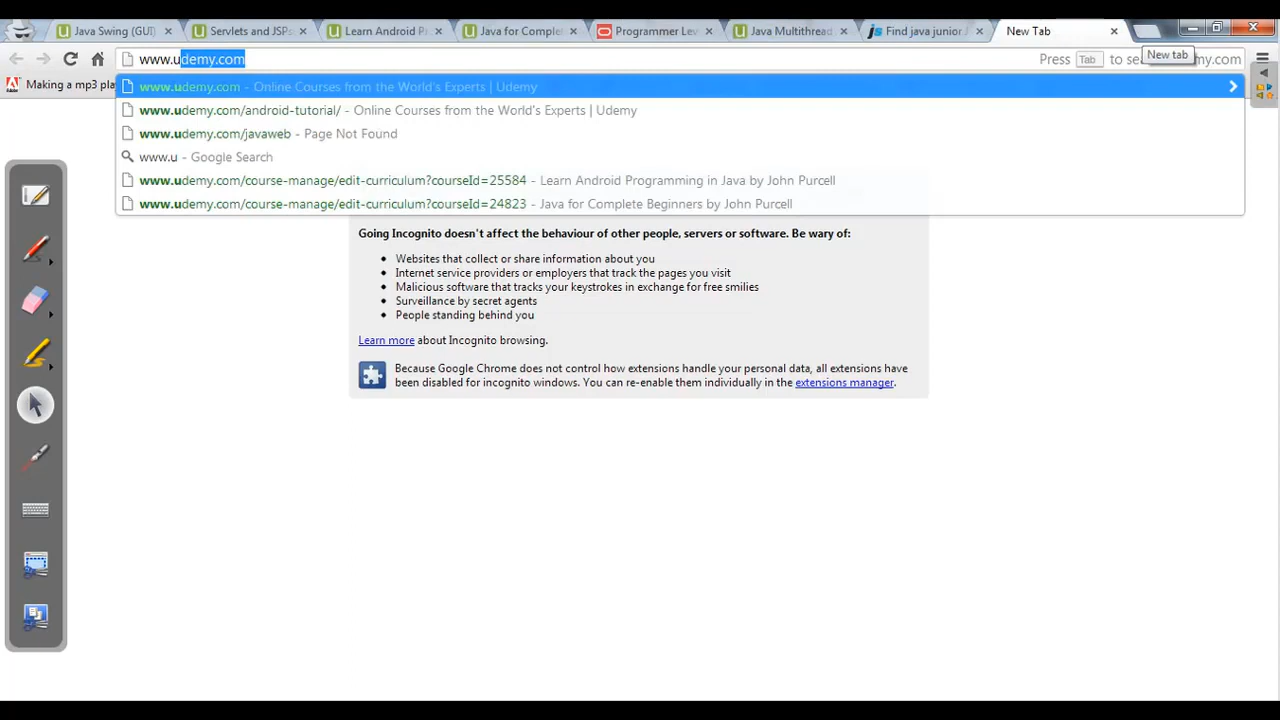 Java Swing (GUI) Servlets and JSPs Learn Android P Java for Comple Programmer Lev Java Multithread Find java junior New Tab
www.udemy.com Press Tab to sea demy.com
New tab
Making a mp3 pla
www.udemy.com - Online Courses from the World's Experts | Udemy
www.udemy.com/android-tutorial/ - Online Courses from the World's Experts | Udemy
www.udemy.com/javaweb - Page Not Found
www.u - Google Search
www.udemy.com/course-manage/edit-curriculum?courseId=25584 - Learn Android Programming in Java by John Purcell
www.udemy.com/course-manage/edit-curriculum?courseId=24823 - Java for Complete Beginners by John Purcell
Going Incognito doesn't affect the behaviour of other people, servers or software. Be wary of:
• Websites that collect or share information about you
• Internet service providers or employers that track the pages you visit
• Malicious software that tracks your keystrokes in exchange for free smilies
• Surveillance by secret agents
• People standing behind you
Learn more about Incognito browsing.
Because Google Chrome does not control how extensions handle your personal data, all extensions have
been disabled for incognito windows. You can re-enable them individually in the extensions manager.